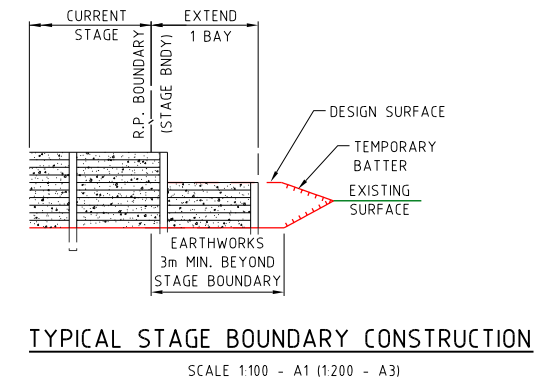 CURRENT
STAGE
EXTEND
1 BAY
R.P. BOUNDARY
(STAGE BNDY)
DESIGN SURFACE
TEMPORARY
BATTER
EXISTING
SURFACE
EARTHWORKS
3m MIN. BEYOND
STAGE BOUNDARY
TYPICAL STAGE BOUNDARY CONSTRUCTION
SCALE 1:100 - A1 (1:200 - A3)